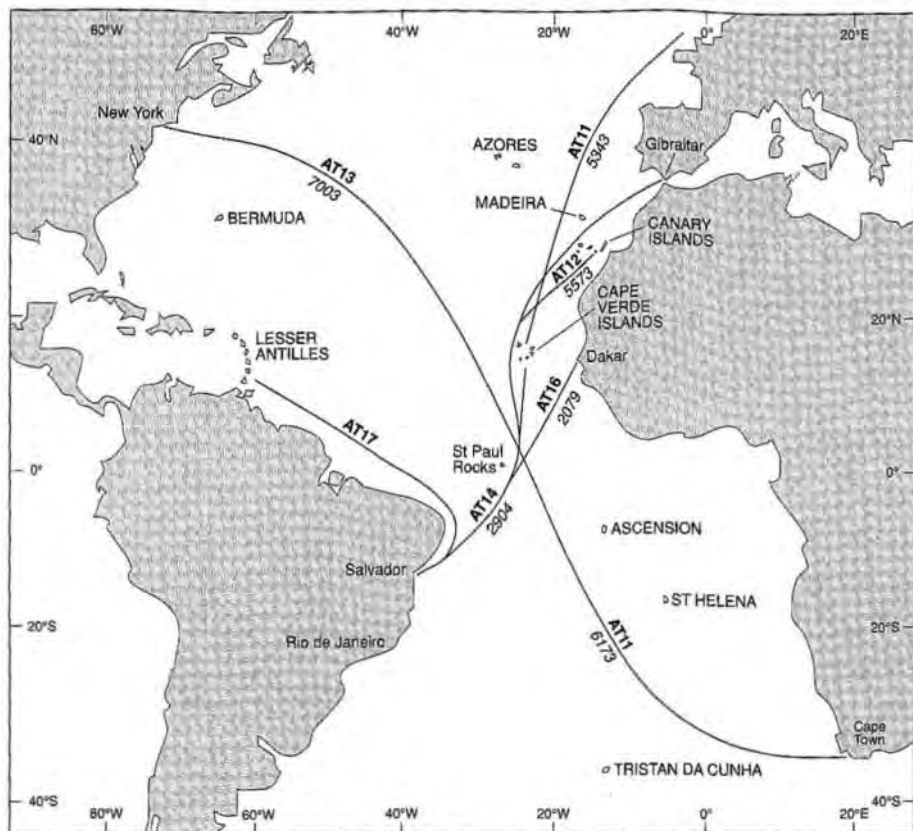 60°W
40°W
20°W
0°
20°E
New York
40°N
40°N
AT13
7003
AZORES
AT11
5343
Gibraltar
MADEIRA
BERMUDA
CANARY
ISLANDS
AT12
5573
CAPE
VERDE
ISLANDS
20°N
LESSER
ANTILLES
Dakar
AT16
2079
AT17
St Paul
Rocks
0°
0°
AT14
2904
ASCENSION
Salvador
ST HELENA
20°S
20°S
Rio de Janeiro
AT11
6173
Cape
Town
TRISTAN DA CUNHA
40°S
40°S
80°W
60°W
40°W
20°W
0°
20°E